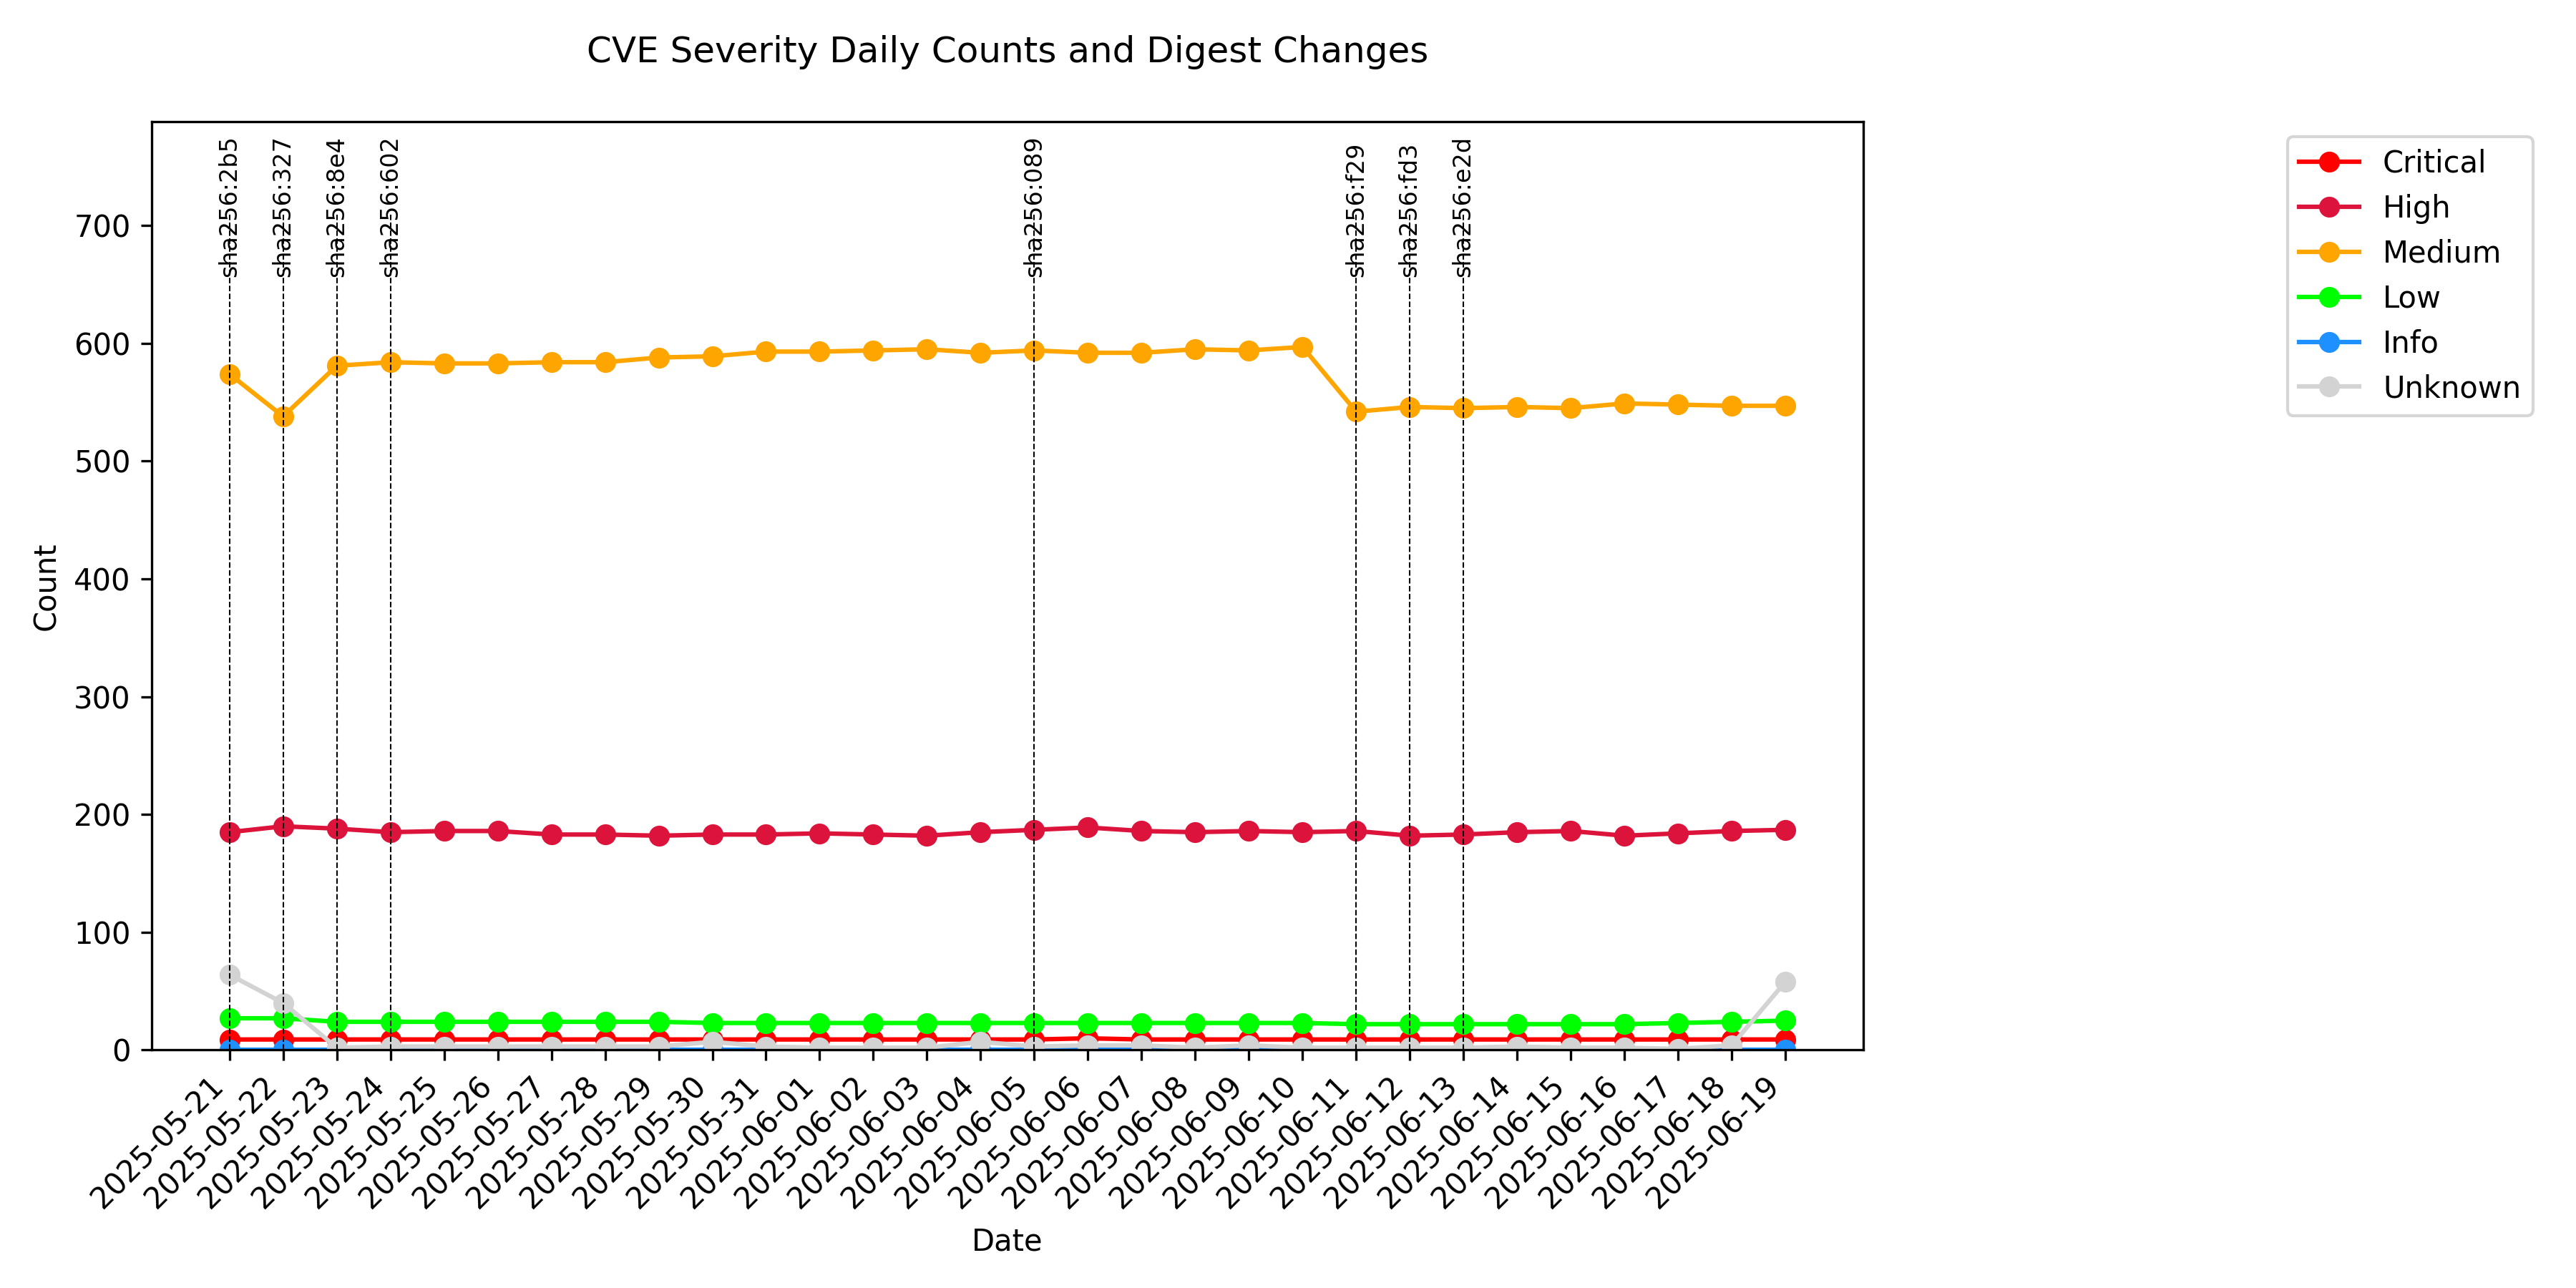 CVE Severity Daily Counts and Digest Changes
sha256:2b5
sha256:327
sha256:8e4
sha256:602
sha256:089
sha256:f29
sha256:fd3
sha256:e2d
Critical
High
Medium
Low
Info
Unknown
Count
700
600
500
400
300
200
100
0
2025-05-21
2025-05-22
2025-05-23
2025-05-24
2025-05-25
2025-05-26
2025-05-27
2025-05-28
2025-05-29
2025-05-30
2025-05-31
2025-06-01
2025-06-02
2025-06-03
2025-06-04
2025-06-05
2025-06-06
2025-06-07
2025-06-08
2025-06-09
2025-06-10
2025-06-11
2025-06-12
2025-06-13
2025-06-14
2025-06-15
2025-06-16
2025-06-17
2025-06-18
2025-06-19
Date